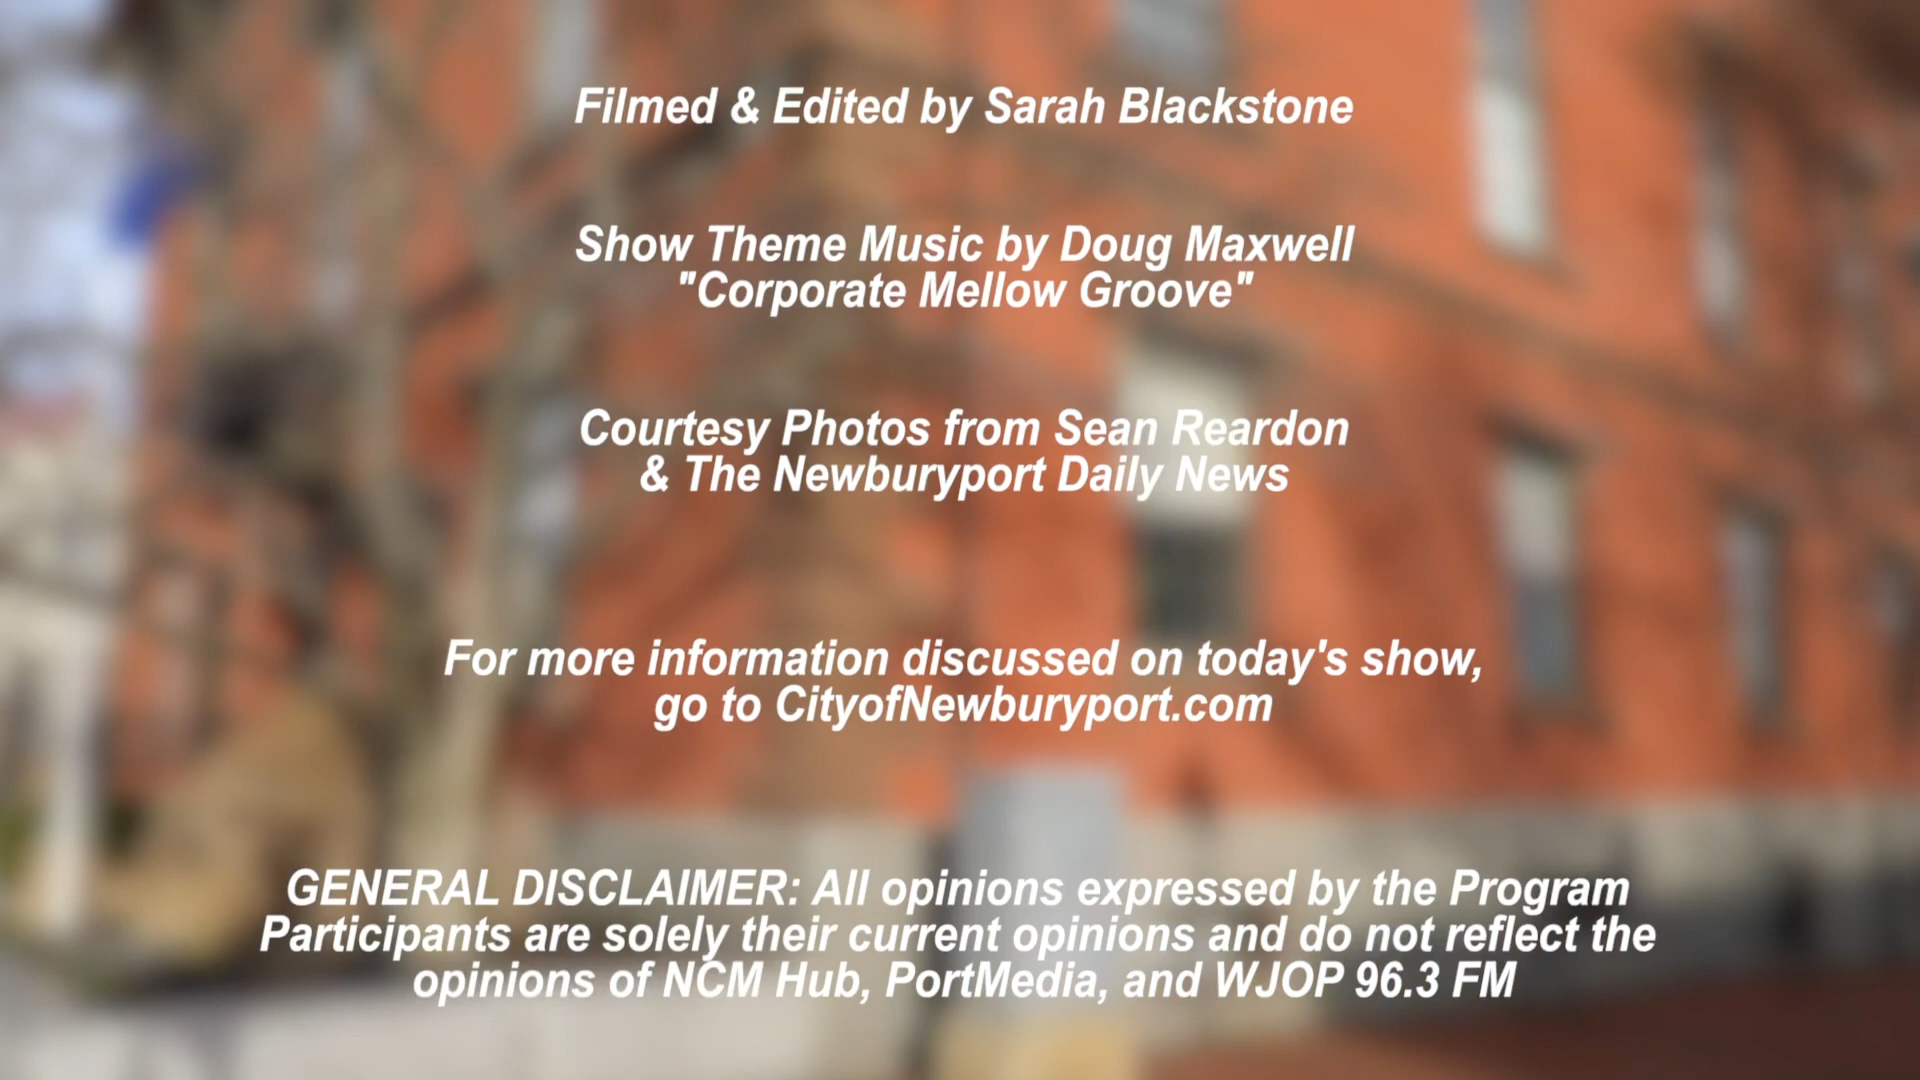 Filmed & Edited by Sarah Blackstone
Show Theme Music by Doug Maxwell
"Corporate Mellow Groove"
Courtesy Photos from Sean Reardon
& The Newburyport Daily News
For more information discussed on today's show,
go to CityofNewburyport.com
GENERAL DISCLAIMER: All opinions expressed by the Program
Participants are solely their current opinions and do not reflect the
opinions of NCM Hub, PortMedia, and WJOP 96.3 FM